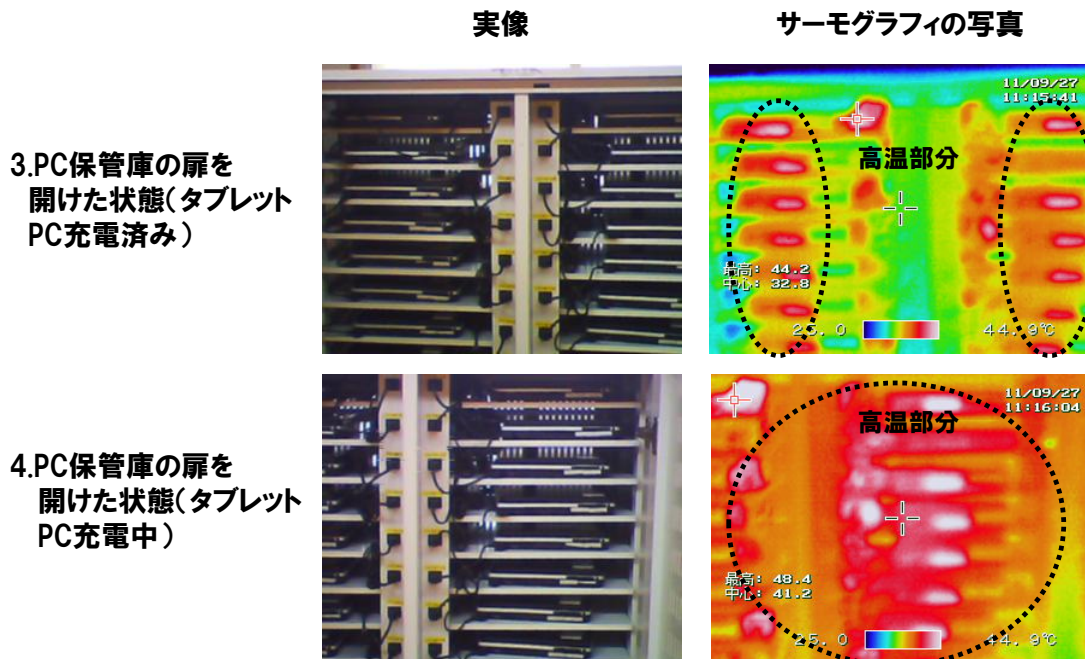 実像
サーモグラフィの写真
3.PC保管庫の扉を
開けた状態(タブレット
PC充電済み)
11/09/27
11:15:41
高温部分
最高: 44.2
中心: 32.8
25.0
44.9℃
4.PC保管庫の扉を
開けた状態(タブレット
PC充電中)
11/09/27
11:16:04
高温部分
最高: 48.4
中心: 41.2
25.0
44.9℃